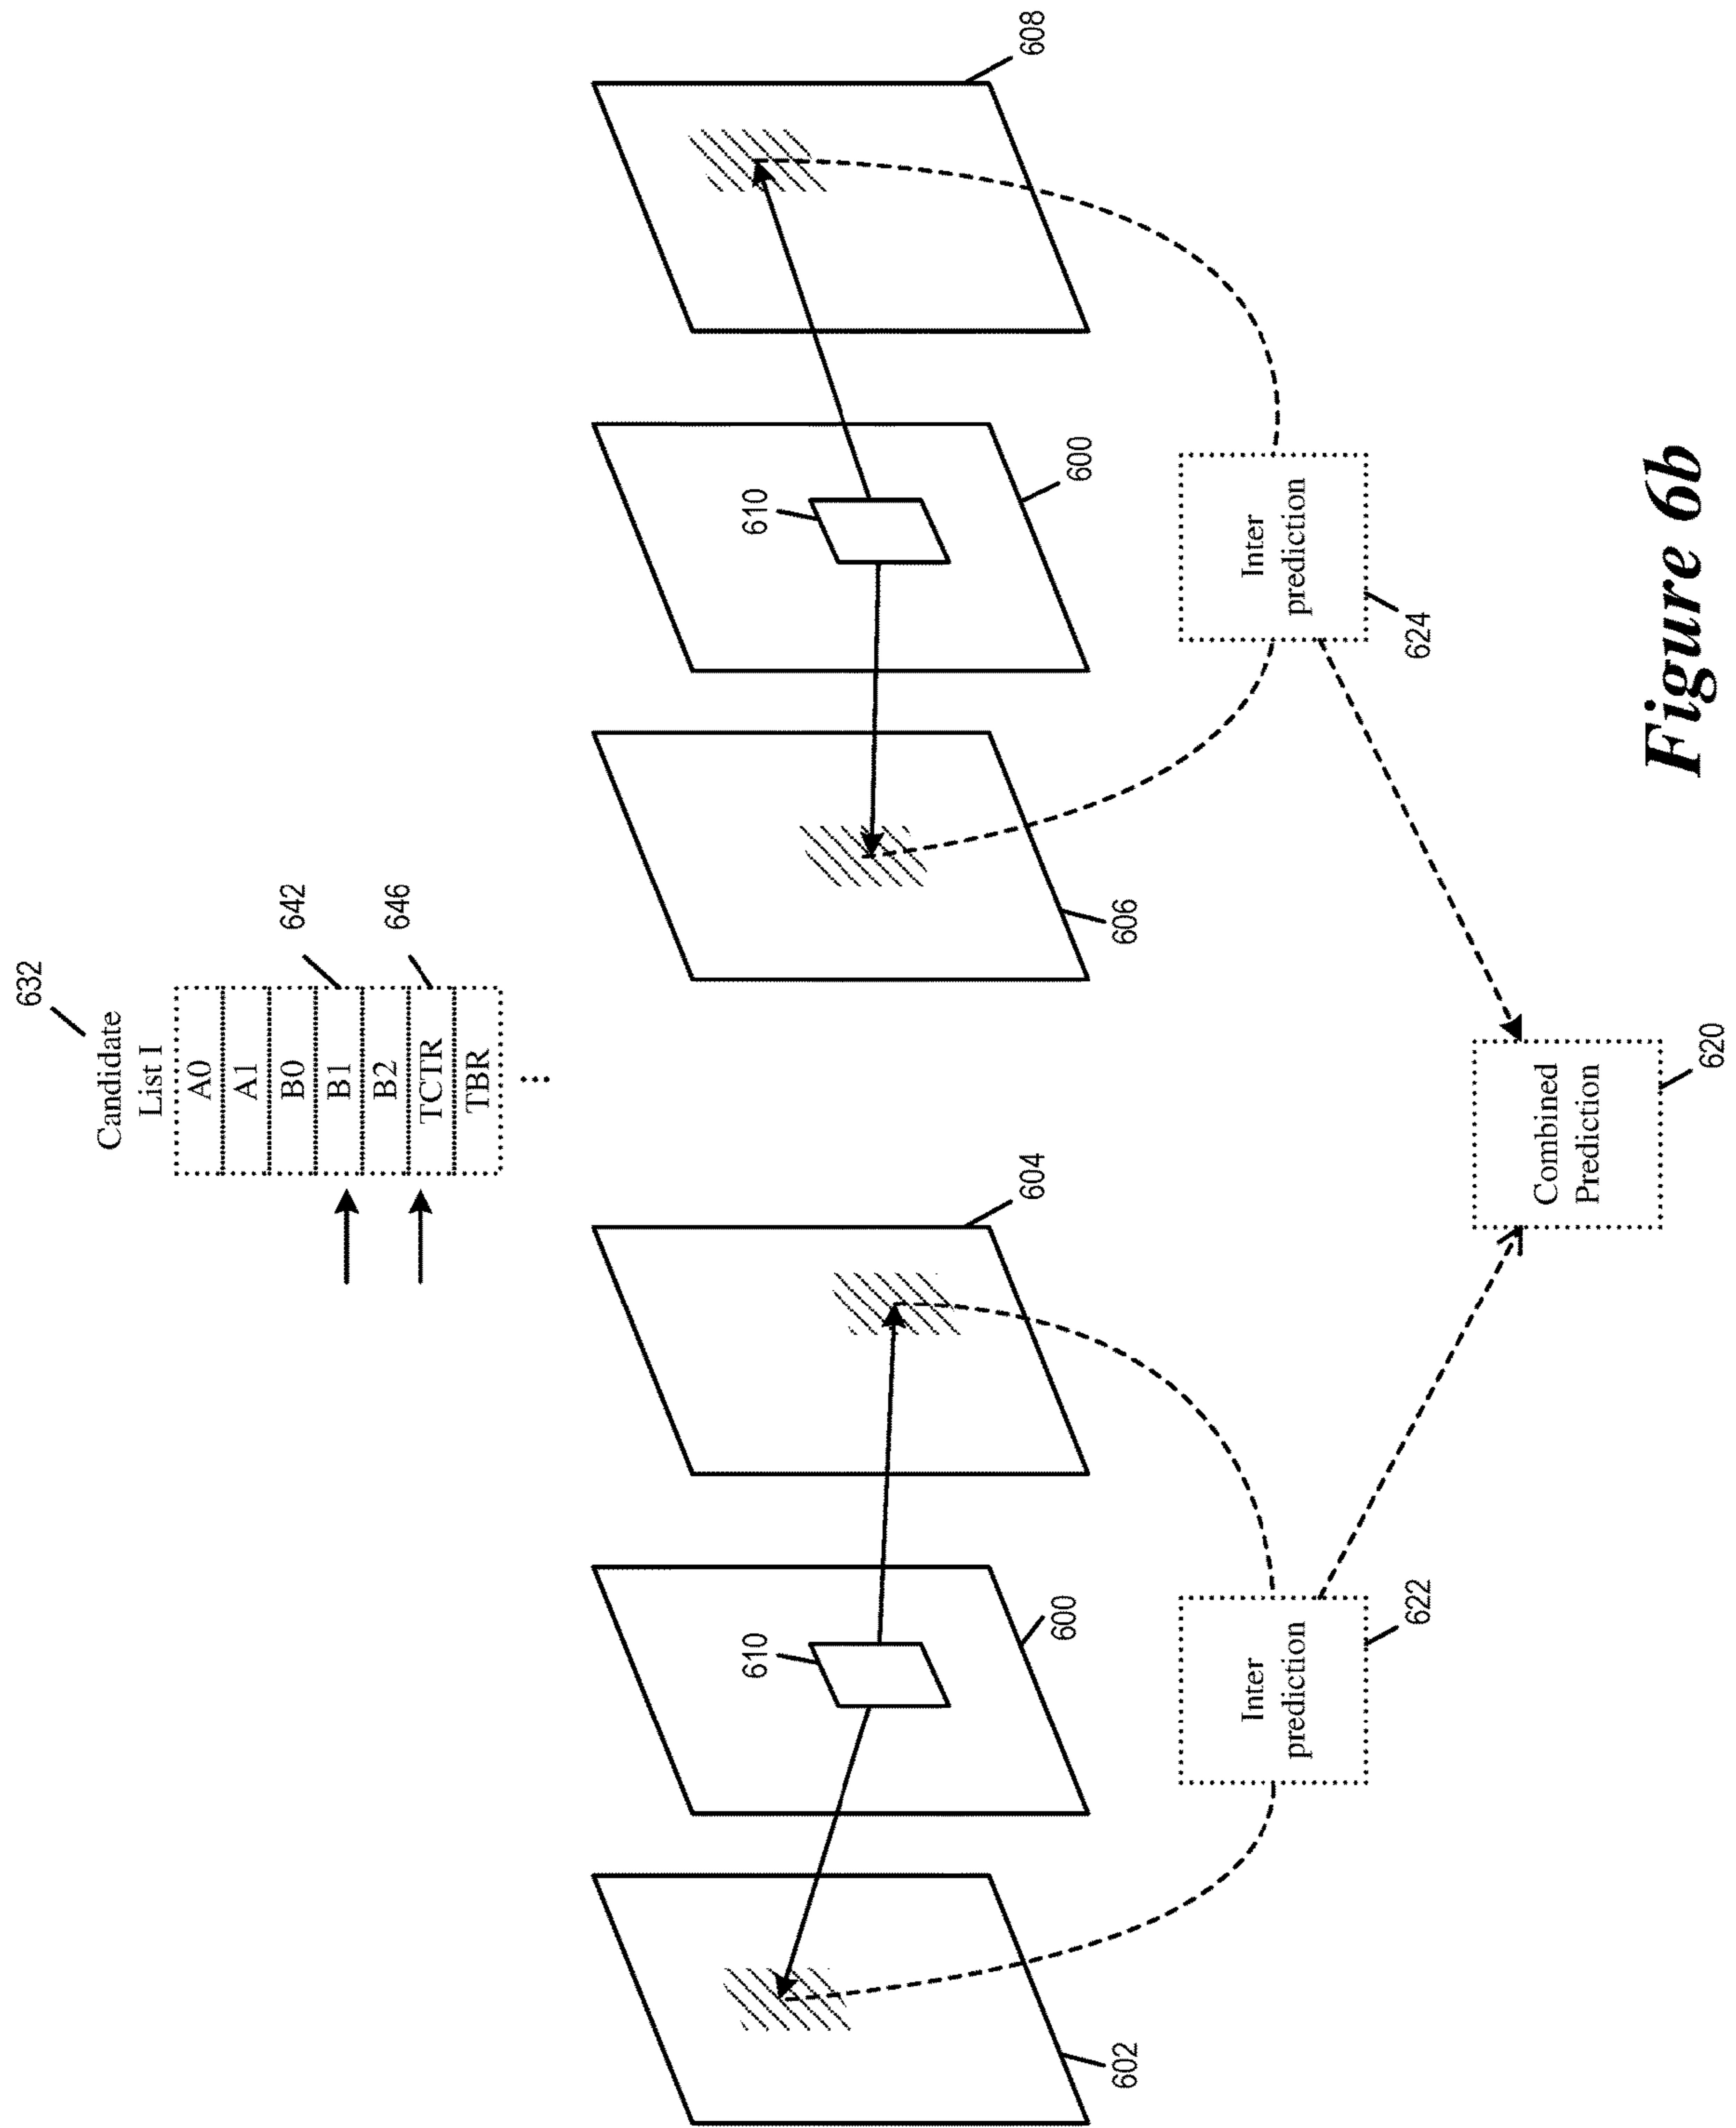 632
Candidate
List I
A0
A1
B0
B1
B2
TCTR
TBR
642
646
602
610
600
604
606
610
600
608
Inter
prediction
622
Inter
prediction
624
Combined
Prediction
620
Figure 6b